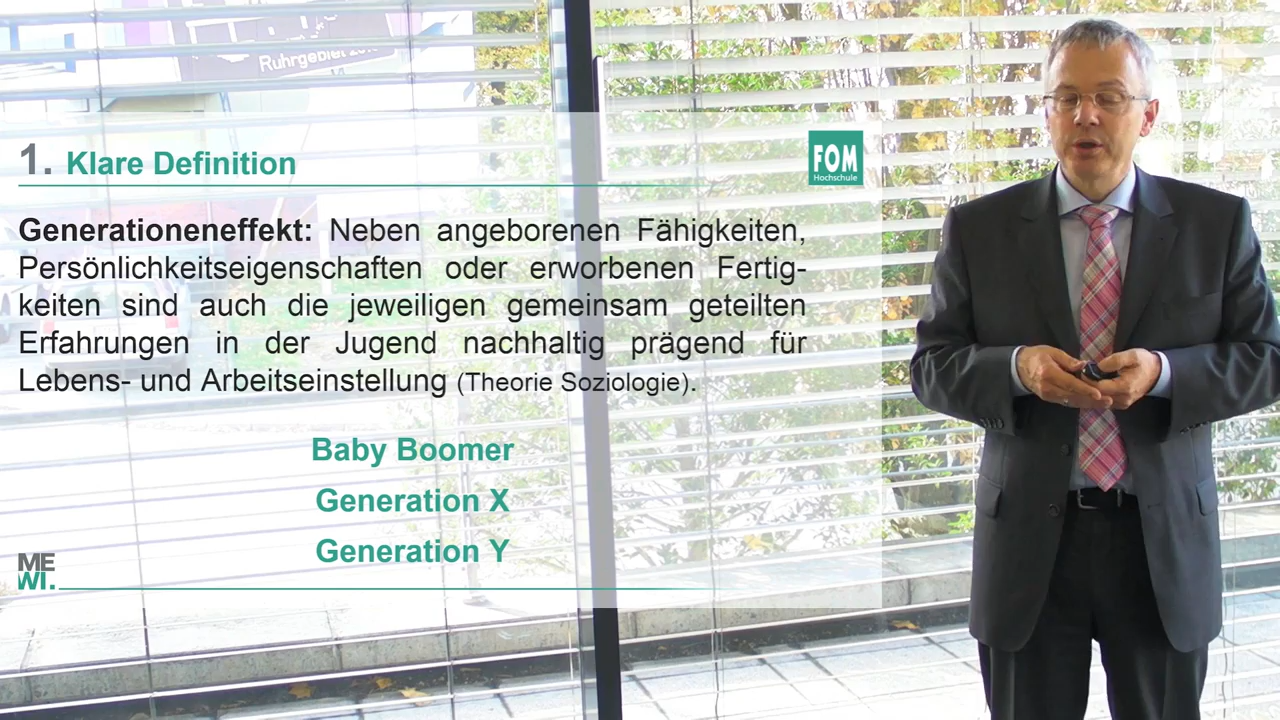 Ruhrgebiet
1. Klare Definition
FOM
Hochschule
Generationeneffekt: Neben angeborenen Fähigkeiten,
Persönlichkeitseigenschaften oder erworbenen Fertig-
keiten sind auch die jeweiligen gemeinsam geteilten
Erfahrungen in der Jugend nachhaltig prägend für
Lebens- und Arbeitseinstellung (Theorie Soziologie).
Baby Boomer
Generation X
Generation Y
ME
WI.